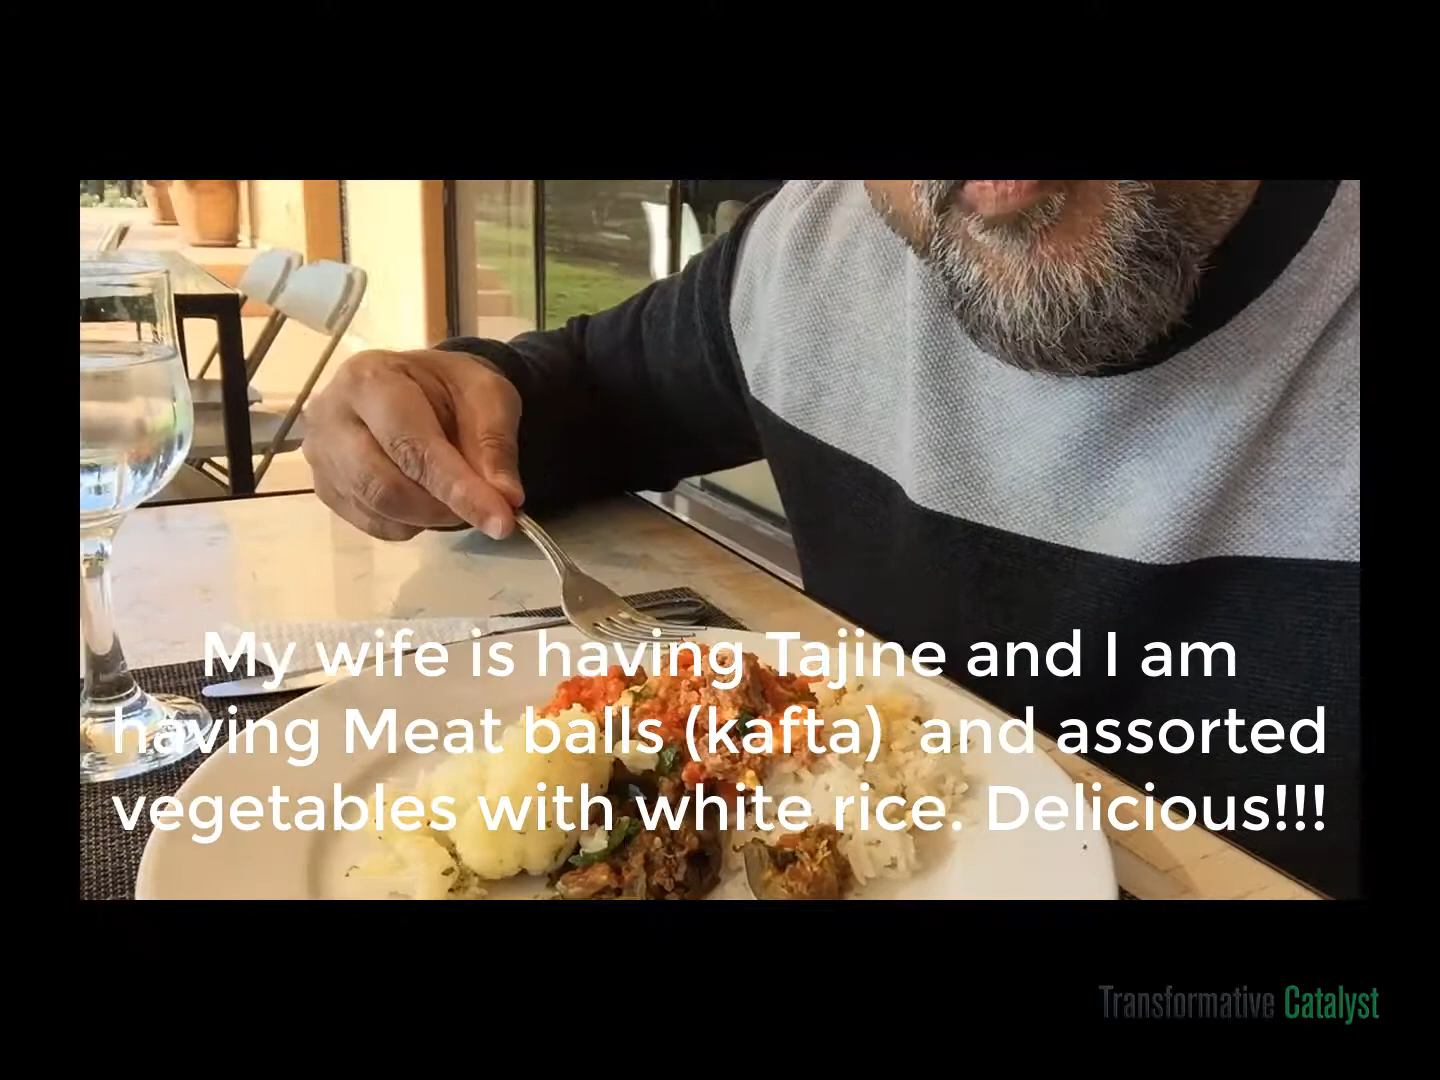 My wife is having Tajine and I am
having Meat balls (kafta) and assorted
vegetables with white rice. Delicious!!!
Transformative Catalyst